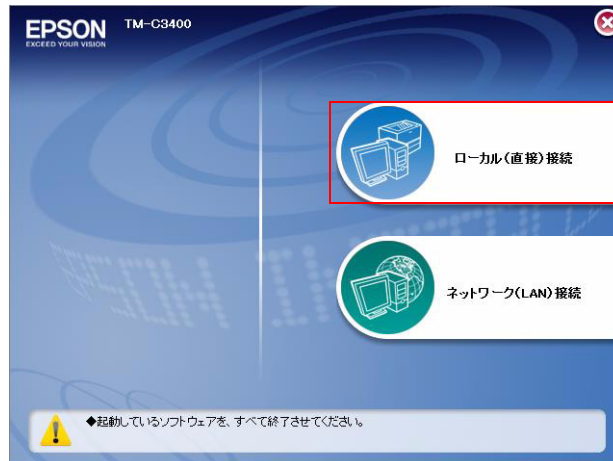 EPSON
EXCEED YOUR VISION
TM-C3400
ローカル(直接)接続
ネットワーク(LAN)接続
◆起動しているソフトウェアを、すべて終了させてください。